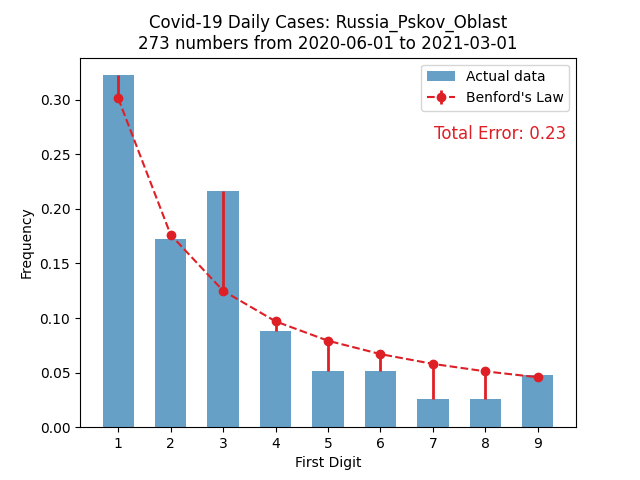 Covid-19 Daily Cases: Russia_Pskov_Oblast
273 numbers from 2020-06-01 to 2021-03-01
Actual data
Benford's Law
Total Error: 0.23
Frequency
0.30
0.25
0.20
0.15
0.10
0.05
0.00
1 2 3 4 5 6 7 8 9
First Digit